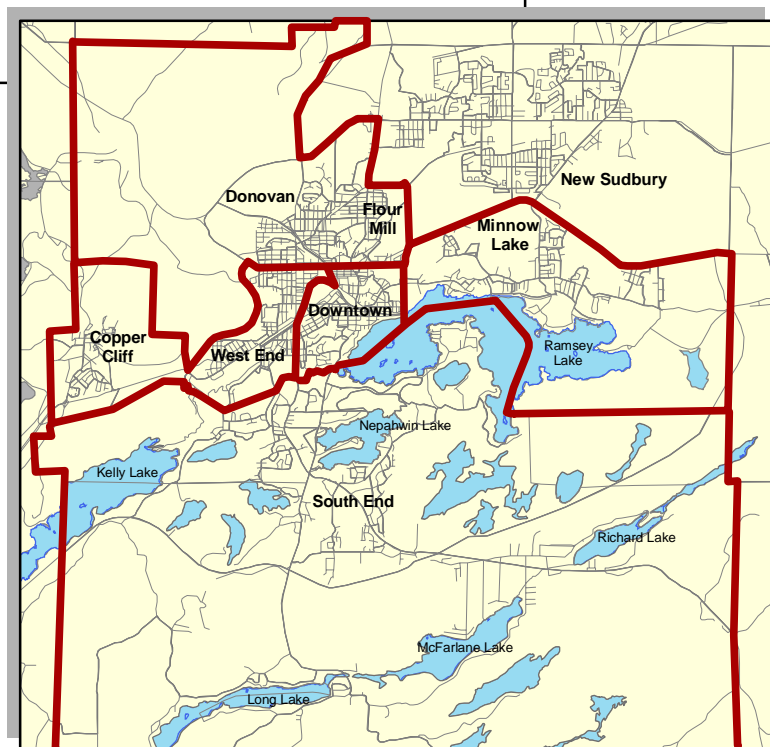 New Sudbury
Donovan
Flour
Mill
Minnow
Lake
Downtown
Copper
Cliff
West End
Ramsey
Lake
Nepahwin Lake
Kelly Lake
South End
Richard Lake
McFarlane Lake
Long Lake